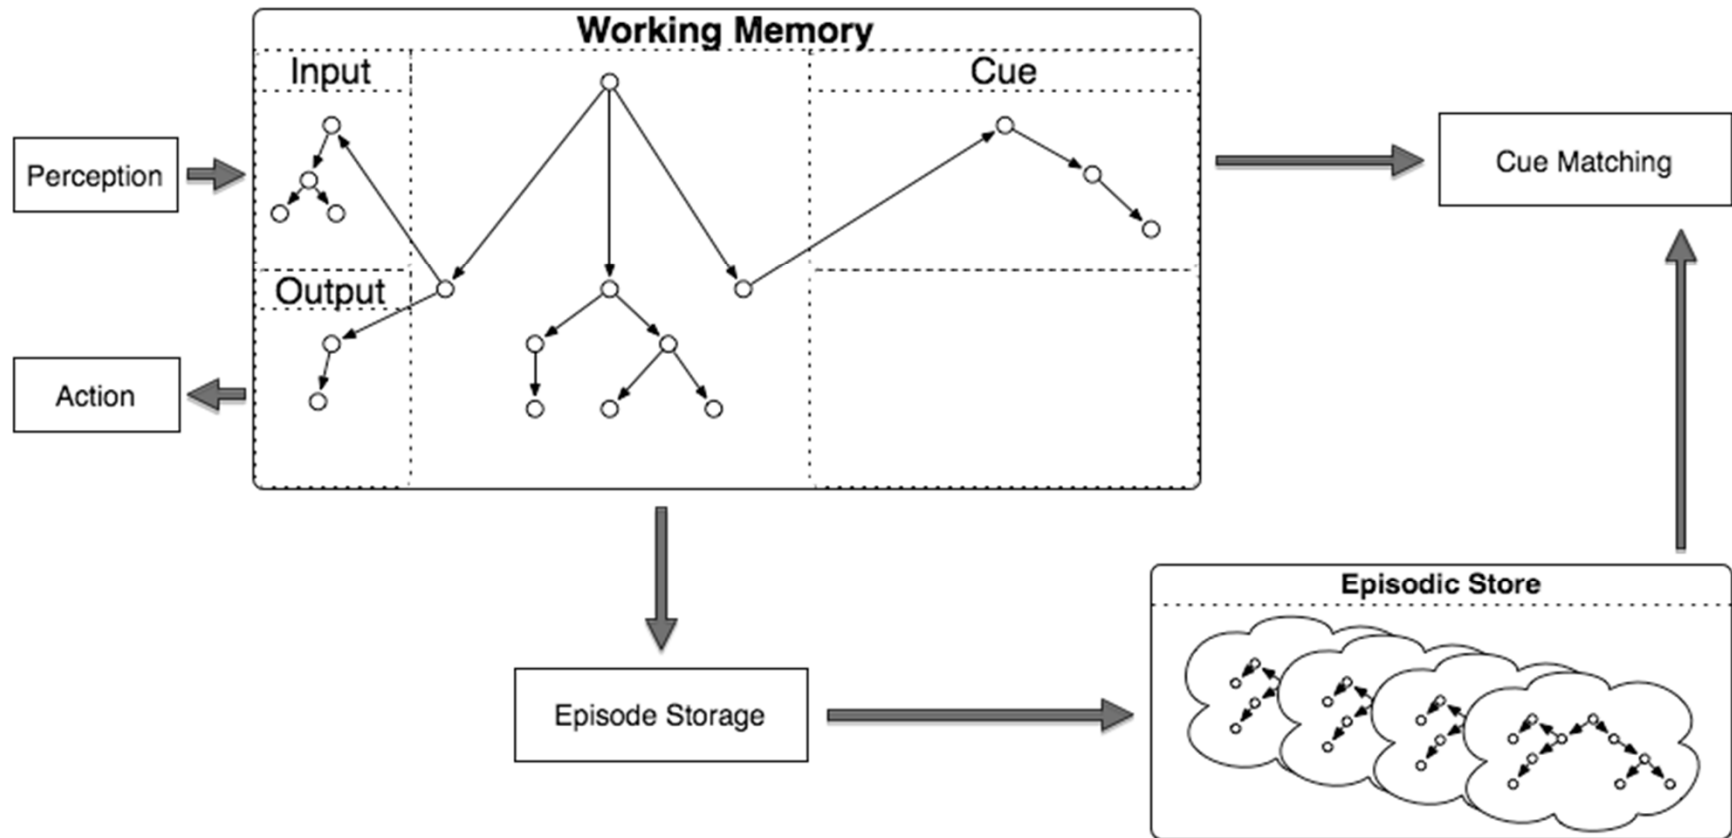 Working Memory
Input
Cue
Perception
Cue Matching
Output
Action
Episodic Store
Episode Storage